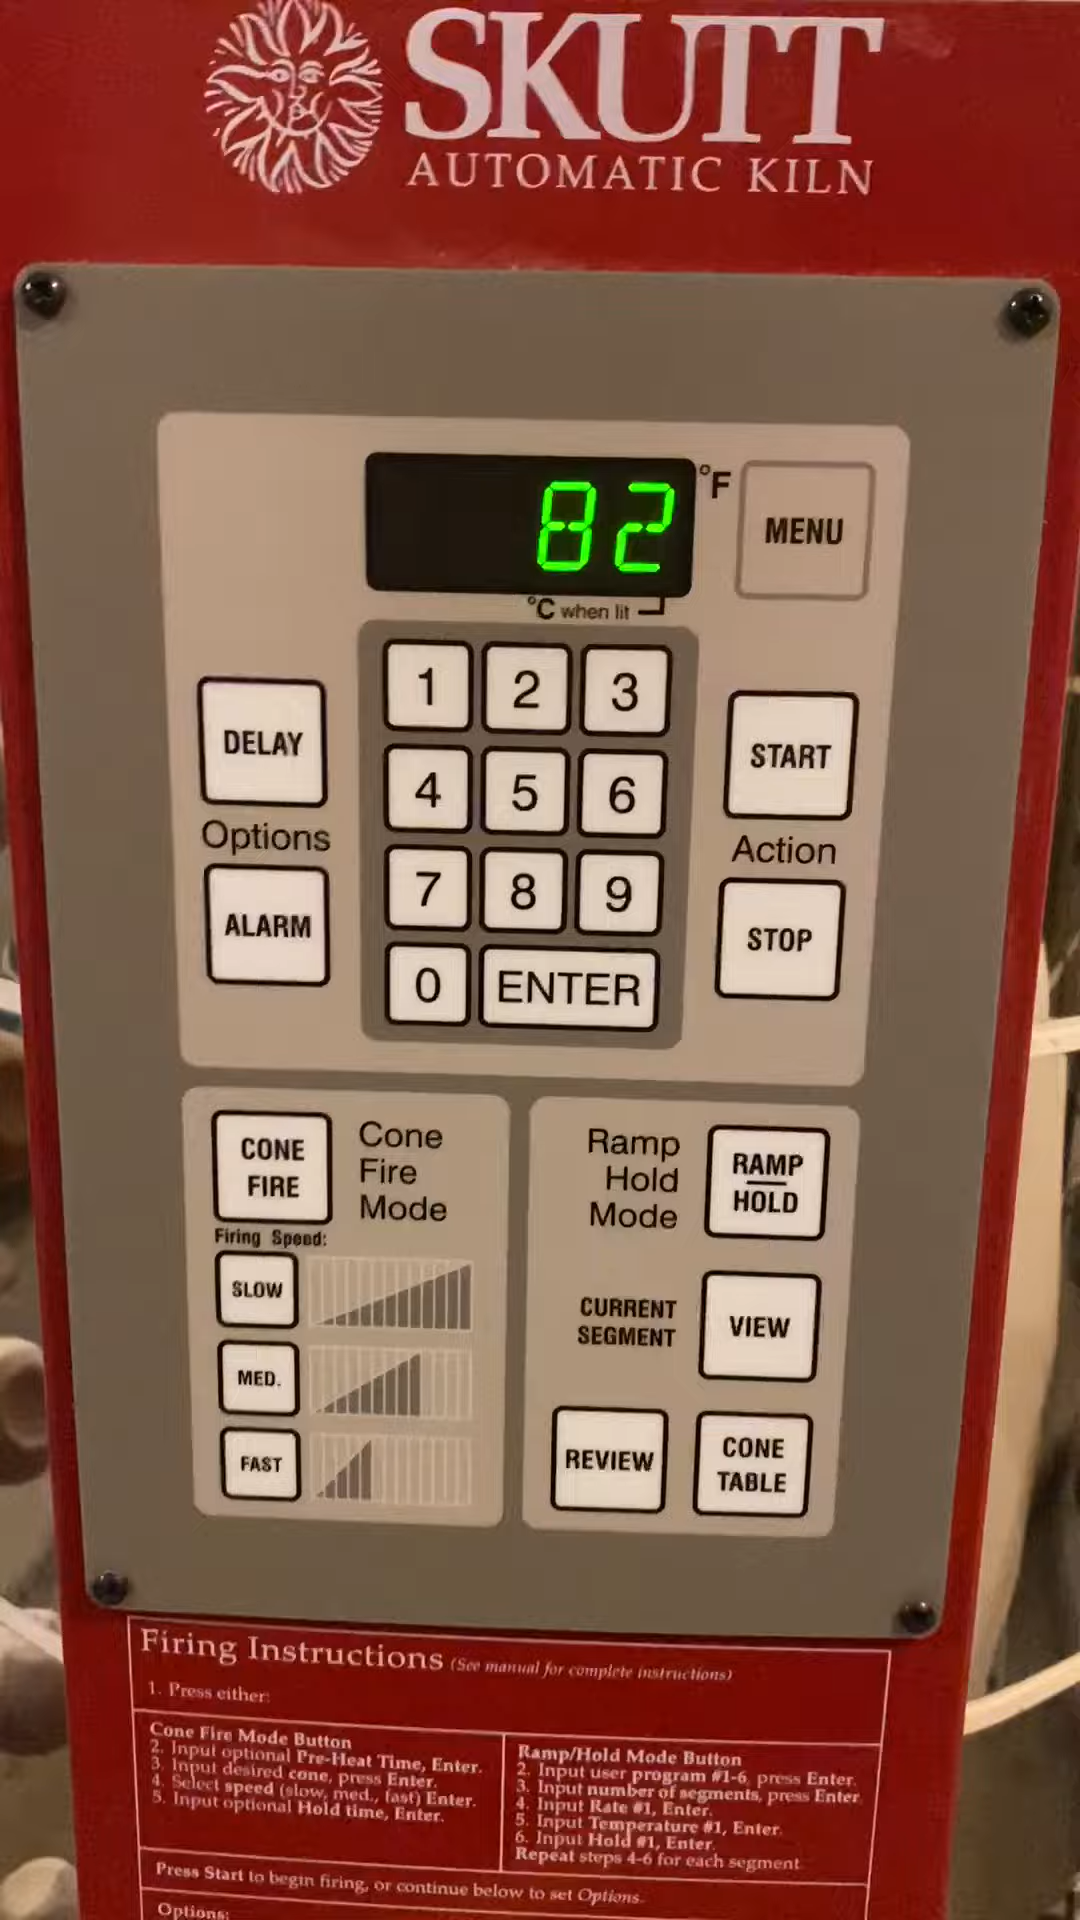 SKUTT
AUTOMATIC KILN
82
°F
MENU
°C when lit
1 2 3
DELAY
START
4 5 6
Options
Action
7 8 9
ALARM
STOP
0 ENTER
CONE
FIRE
Cone
Fire
Mode
Firing Speed:
SLOW
MED.
FAST
Ramp
Hold
Mode
RAMP
HOLD
CURRENT
SEGMENT
VIEW
REVIEW
CONE
TABLE
Firing Instructions (See manual for complete instructions)
1. Press either:
Cone Fire Mode Button
2. Input optional Pre-Heat Time, Enter.
3. Input desired cone, press Enter.
4. Select speed (slow, med., fast) Enter.
5. Input optional Hold time, Enter.
Ramp/Hold Mode Button
2. Input user program #1-6, press Enter.
3. Input number of segments, press Enter.
4. Input Rate #1, Enter.
5. Input Temperature #1, Enter.
6. Input Hold #1, Enter.
Repeat steps 4-6 for each segment.
Press Start to begin firing, or continue below to set Options.
Options: